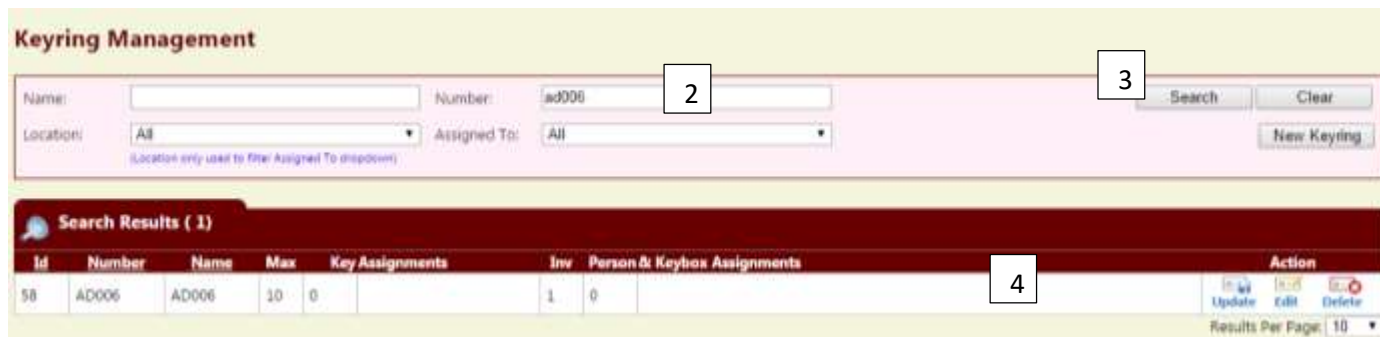 Keyring Management
Name: Number: ad006 2 3 Search Clear
Location: All Assigned To: All New Keyring
(Location only used to filter Assigned To dropdown)
Search Results ( 1)
Id Number Name Max Key Assignments Inv Person & Keybox Assignments Action
58 AD006 AD006 10 0 1 0 4 Update Edit Delete
Results Per Page: 10